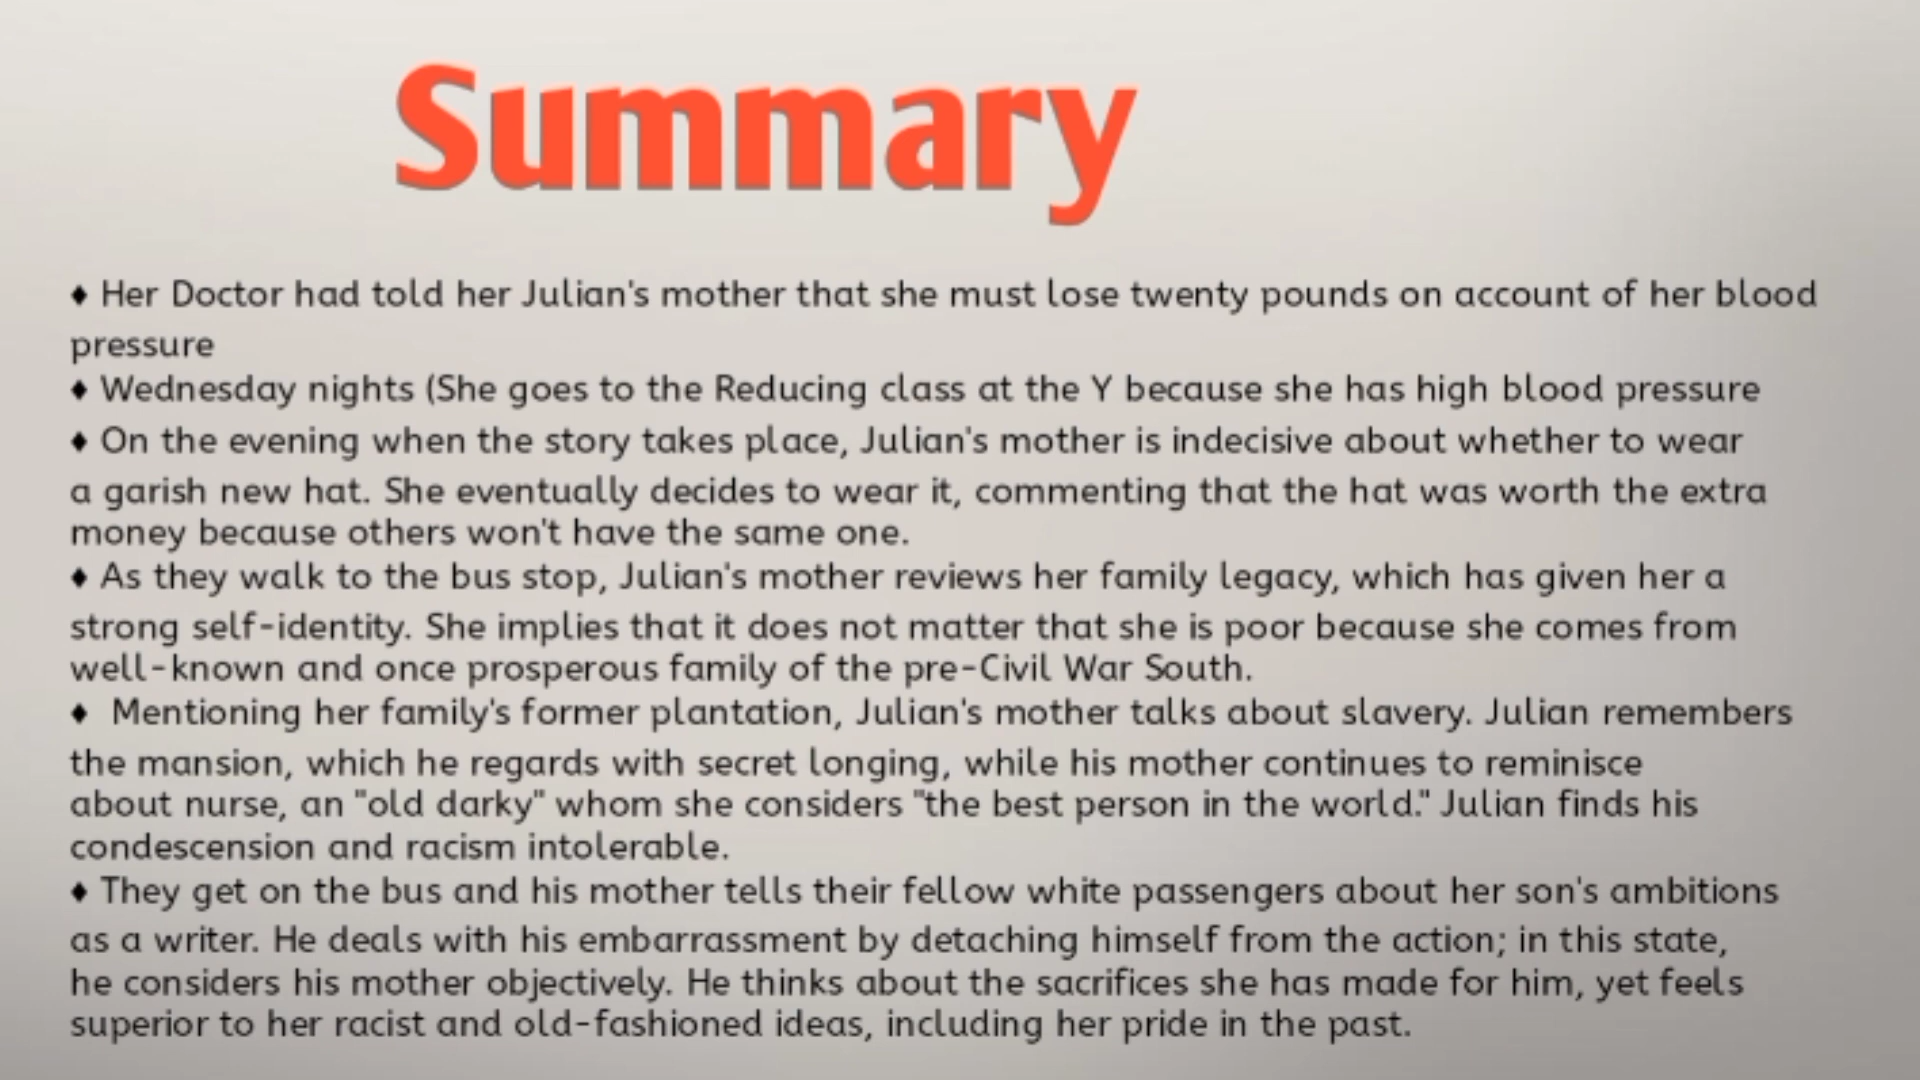 Summary
♦ Her Doctor had told her Julian's mother that she must lose twenty pounds on account of her blood
pressure
♦ Wednesday nights (She goes to the Reducing class at the Y because she has high blood pressure
♦ On the evening when the story takes place, Julian's mother is indecisive about whether to wear
a garish new hat. She eventually decides to wear it, commenting that the hat was worth the extra
money because others won't have the same one.
♦ As they walk to the bus stop, Julian's mother reviews her family legacy, which has given her a
strong self-identity. She implies that it does not matter that she is poor because she comes from
well-known and once prosperous family of the pre-Civil War South.
♦ Mentioning her family's former plantation, Julian's mother talks about slavery. Julian remembers
the mansion, which he regards with secret longing, while his mother continues to reminisce
about nurse, an "old darky" whom she considers "the best person in the world." Julian finds his
condescension and racism intolerable.
♦ They get on the bus and his mother tells their fellow white passengers about her son's ambitions
as a writer. He deals with his embarrassment by detaching himself from the action; in this state,
he considers his mother objectively. He thinks about the sacrifices she has made for him, yet feels
superior to her racist and old-fashioned ideas, including her pride in the past.